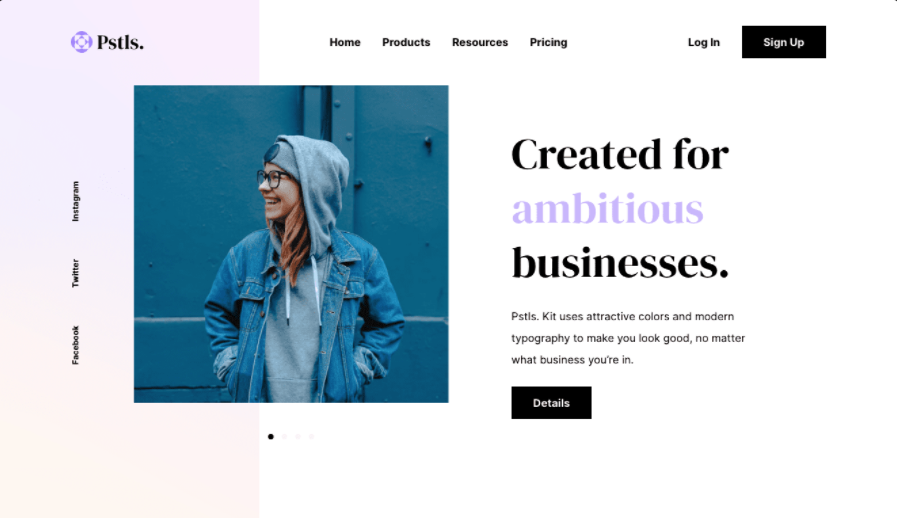 Pstls.
Home Products Resources Pricing
Log In
Sign Up
Instagram
Twitter
Facebook
Created for
ambitious
businesses.
Pstls. Kit uses attractive colors and modern
typography to make you look good, no matter
what business you’re in.
Details